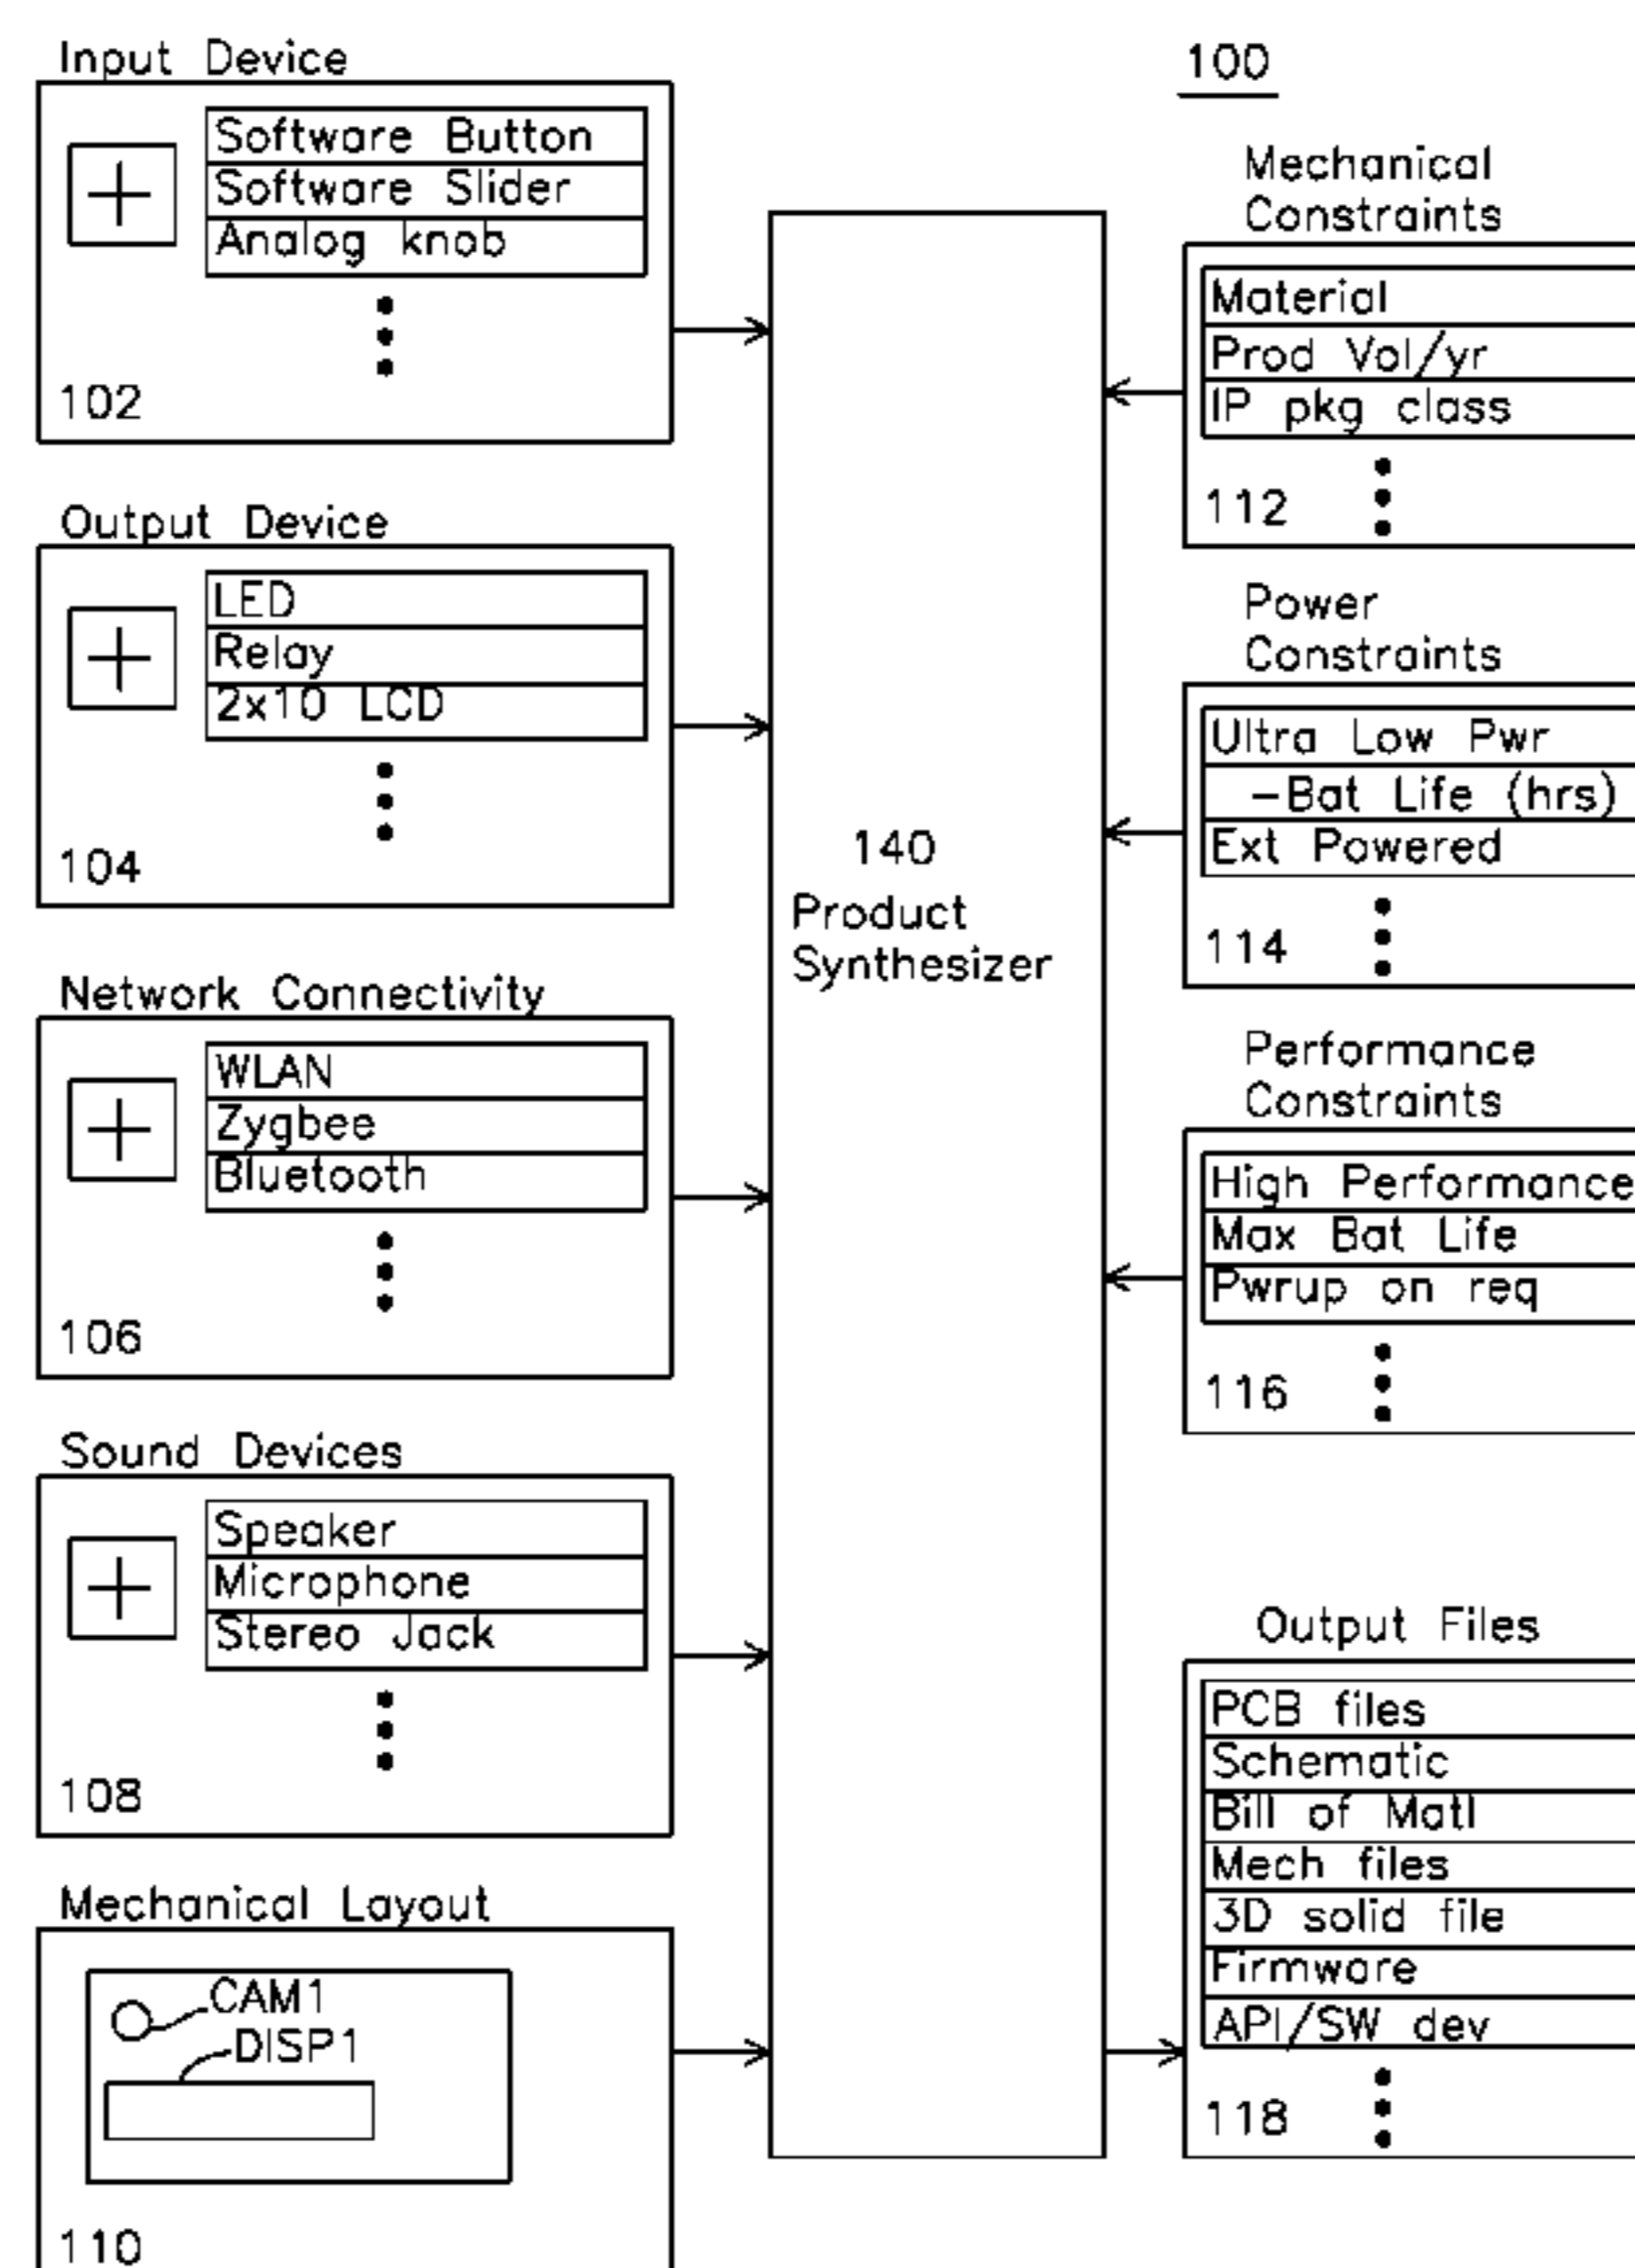 Input Device
Software Button
Software Slider
Analog knob
102
Output Device
LED
Relay
2x10 LCD
104
Network Connectivity
WLAN
Zygbee
Bluetooth
106
Sound Devices
Speaker
Microphone
Stereo Jack
108
Mechanical Layout
CAM1
DISP1
110
140
Product
Synthesizer
100
Mechanical
Constraints
Material
Prod Vol/yr
IP pkg class
112
Power
Constraints
Ultra Low Pwr
-Bat Life (hrs)
Ext Powered
114
Performance
Constraints
High Performance
Max Bat Life
Pwrup on req
116
Output Files
PCB files
Schematic
Bill of Matl
Mech files
3D solid file
Firmware
API/SW dev
118